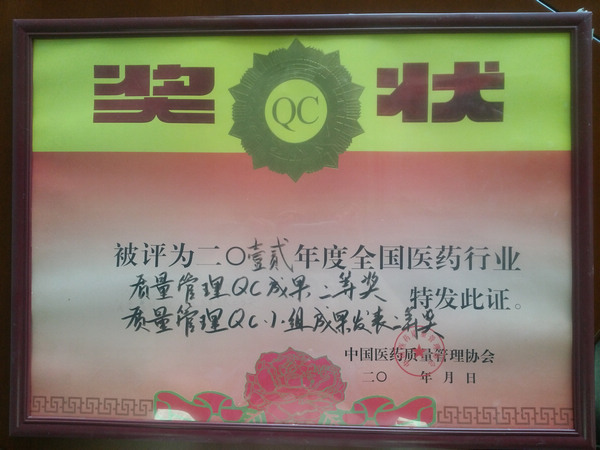 奖 QC 状
被评为二〇壹贰年度全国医药行业
质量管理QC成果二等奖 特发此证。
质量管理QC小组成果发表二等奖
中国医药质量管理协会
二〇 年 月 日